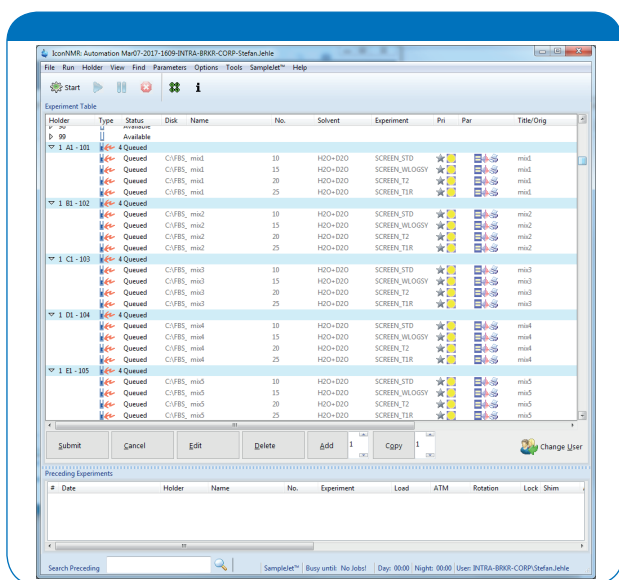 IconNMR: Automation Mar07-2017-1609-INTRA-BRKR-CORP-Stefan.Jehle
File Run Holder View Find Parameters Options Tools SampleJet™ Help
Start i
Experiment Table
Holder Type Status Disk Name No. Solvent Experiment Pri Par Title/Orig
98 Available
99 Available
1 A1 - 101 4 Queued
Queued C:\FBS_ mix1 10 H2O+D2O SCREEN_STD mix1
Queued C:\FBS_ mix1 15 H2O+D2O SCREEN_WLOGSY mix1
Queued C:\FBS_ mix1 20 H2O+D2O SCREEN_T2 mix1
Queued C:\FBS_ mix1 25 H2O+D2O SCREEN_T1R mix1
1 B1 - 102 4 Queued
Queued C:\FBS_ mix2 10 H2O+D2O SCREEN_STD mix2
Queued C:\FBS_ mix2 15 H2O+D2O SCREEN_WLOGSY mix2
Queued C:\FBS_ mix2 20 H2O+D2O SCREEN_T2 mix2
Queued C:\FBS_ mix2 25 H2O+D2O SCREEN_T1R mix2
1 C1 - 103 4 Queued
Queued C:\FBS_ mix3 10 H2O+D2O SCREEN_STD mix3
Queued C:\FBS_ mix3 15 H2O+D2O SCREEN_WLOGSY mix3
Queued C:\FBS_ mix3 20 H2O+D2O SCREEN_T2 mix3
Queued C:\FBS_ mix3 25 H2O+D2O SCREEN_T1R mix3
1 D1 - 104 4 Queued
Queued C:\FBS_ mix4 10 H2O+D2O SCREEN_STD mix4
Queued C:\FBS_ mix4 15 H2O+D2O SCREEN_WLOGSY mix4
Queued C:\FBS_ mix4 20 H2O+D2O SCREEN_T2 mix4
Queued C:\FBS_ mix4 25 H2O+D2O SCREEN_T1R mix4
1 E1 - 105 4 Queued
Queued C:\FBS_ mix5 10 H2O+D2O SCREEN_STD mix5
Queued C:\FBS_ mix5 15 H2O+D2O SCREEN_WLOGSY mix5
Queued C:\FBS_ mix5 20 H2O+D2O SCREEN_T2 mix5
Queued C:\FBS_ mix5 25 H2O+D2O SCREEN_T1R mix5
Submit Cancel Edit Delete Add 1 Copy 1 Change User
Preceding Experiments
# Date Holder Name No. Experiment Load ATM Rotation Lock Shim
Search Preceding SampleJet™ Busy until: No Jobs! Day: 00:00 Night: 00:00 User: INTRA-BRKR-CORP\Stefan.Jehle